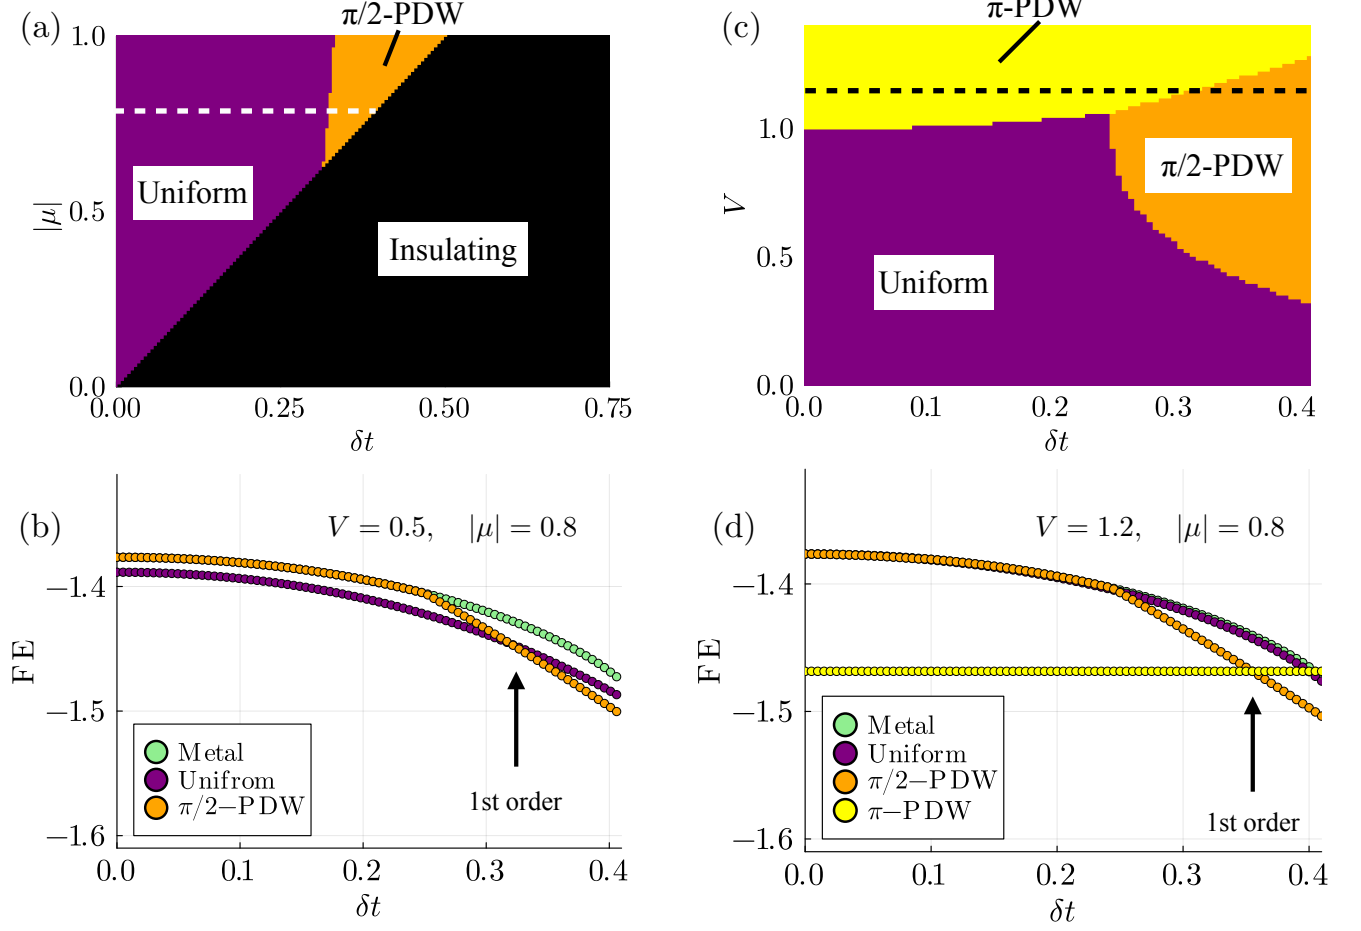 (a)
π/2-PDW
1.0
0.5
0.0
|μ|
Uniform
Insulating
0.00 0.25 0.50 0.75
δt
(c)
π-PDW
1.0
0.5
0.0
V
π/2-PDW
Uniform
0.0 0.1 0.2 0.3 0.4
δt
(b)
V = 0.5, |μ| = 0.8
−1.4
−1.5
−1.6
FE
1st order
Metal
Unifrom
π/2−PDW
0.0 0.1 0.2 0.3 0.4
δt
(d)
V = 1.2, |μ| = 0.8
−1.4
−1.5
−1.6
FE
1st order
Metal
Uniform
π/2−PDW
π−PDW
0.0 0.1 0.2 0.3 0.4
δt